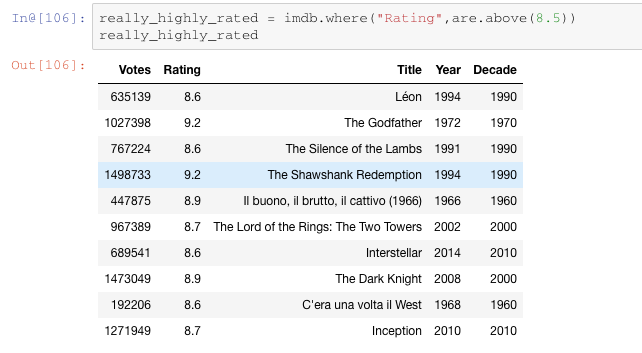 In@[106]: really_highly_rated = imdb.where("Rating",are.above(8.5))
really_highly_rated
Out[106]:
Votes Rating Title Year Decade
635139 8.6 Léon 1994 1990
1027398 9.2 The Godfather 1972 1970
767224 8.6 The Silence of the Lambs 1991 1990
1498733 9.2 The Shawshank Redemption 1994 1990
447875 8.9 Il buono, il brutto, il cattivo (1966) 1966 1960
967389 8.7 The Lord of the Rings: The Two Towers 2002 2000
689541 8.6 Interstellar 2014 2010
1473049 8.9 The Dark Knight 2008 2000
192206 8.6 C'era una volta il West 1968 1960
1271949 8.7 Inception 2010 2010